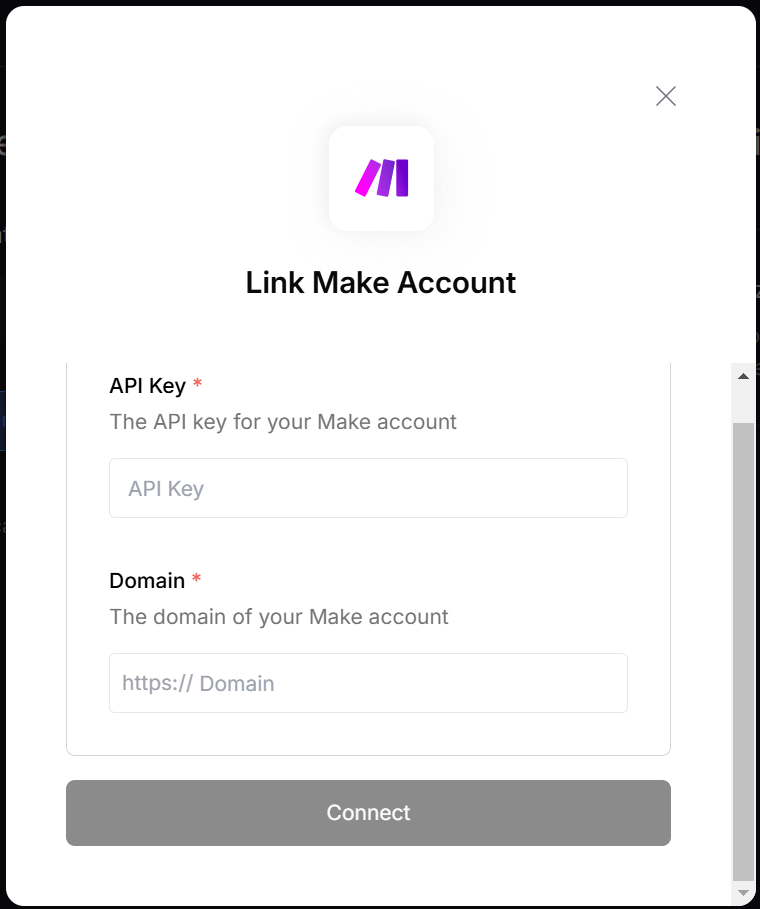 Link Make Account
API Key *
The API key for your Make account
API Key
Domain *
The domain of your Make account
https:// Domain
Connect